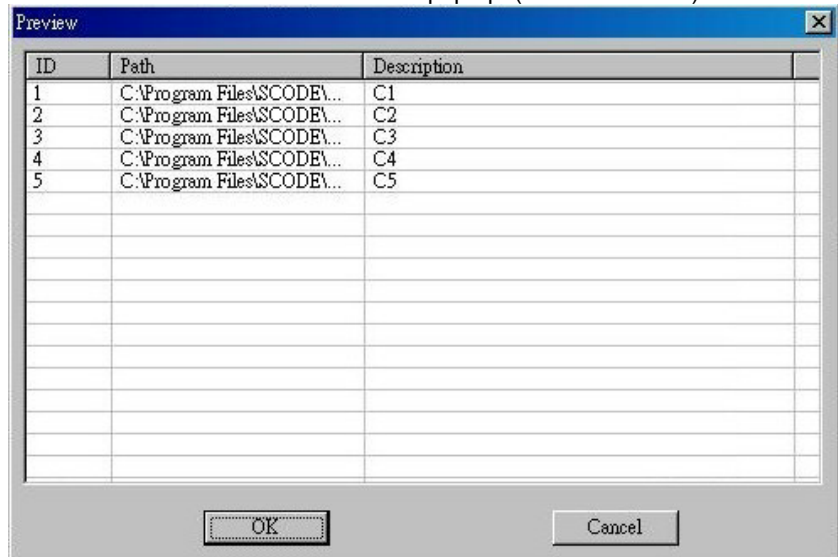 Preview
ID Path Description
1 C:\Program Files\SCODE\... C1
2 C:\Program Files\SCODE\... C2
3 C:\Program Files\SCODE\... C3
4 C:\Program Files\SCODE\... C4
5 C:\Program Files\SCODE\... C5
OK Cancel